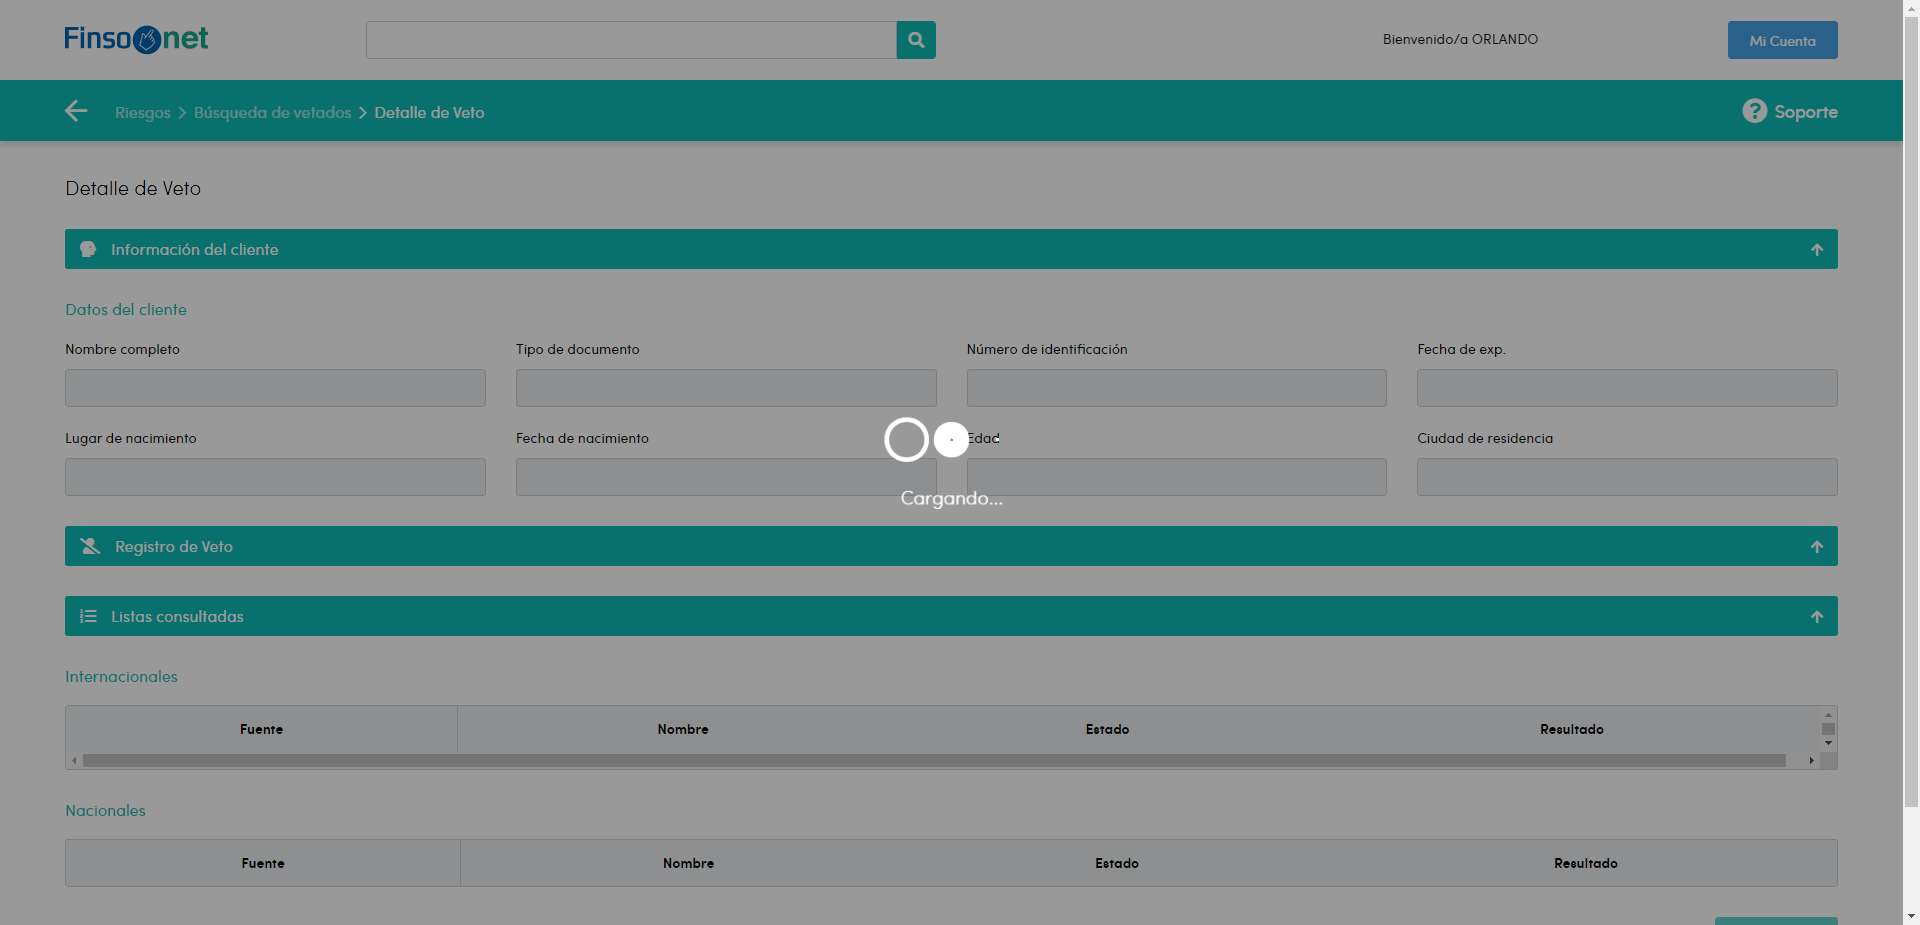 Finsonet
Bienvenido/a ORLANDO
Mi Cuenta
Riesgos > Búsqueda de vetados > Detalle de Veto
Soporte
Detalle de Veto
Información del cliente
Datos del cliente
Nombre completo
Tipo de documento
Número de identificación
Fecha de exp.
Lugar de nacimiento
Fecha de nacimiento
Edad
Ciudad de residencia
Cargando...
Registro de Veto
Listas consultadas
Internacionales
Fuente Nombre Estado Resultado
Nacionales
Fuente Nombre Estado Resultado